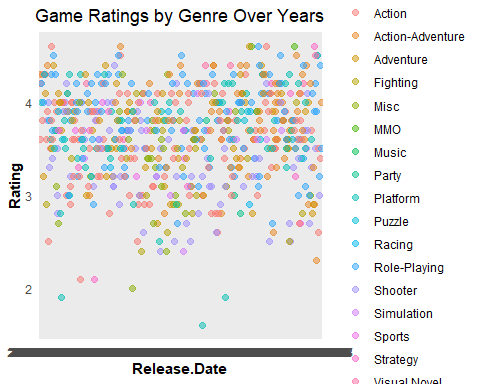 Game Ratings by Genre Over Years
Rating
4
3
2
Release.Date
Action
Action-Adventure
Adventure
Fighting
Misc
MMO
Music
Party
Platform
Puzzle
Racing
Role-Playing
Shooter
Simulation
Sports
Strategy
Visual Novel